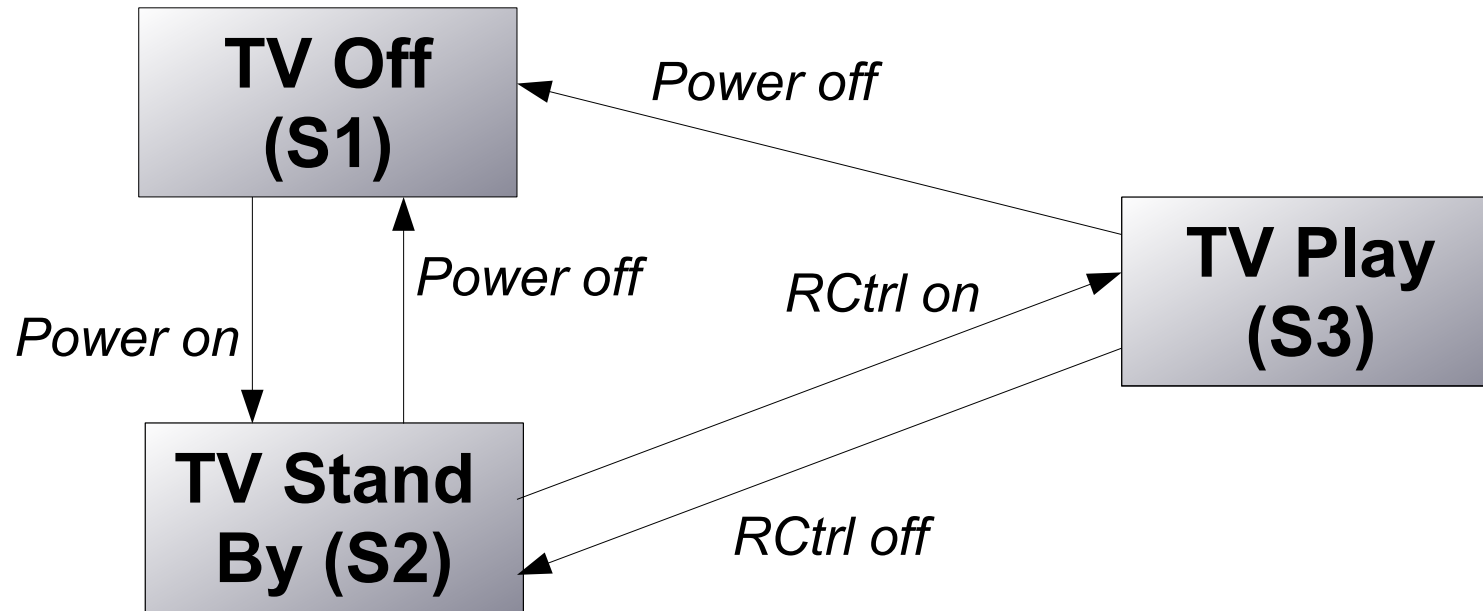 TV Off
(S1)
Power off
TV Play
(S3)
Power off
RCtrl on
Power on
TV Stand
By (S2)
RCtrl off